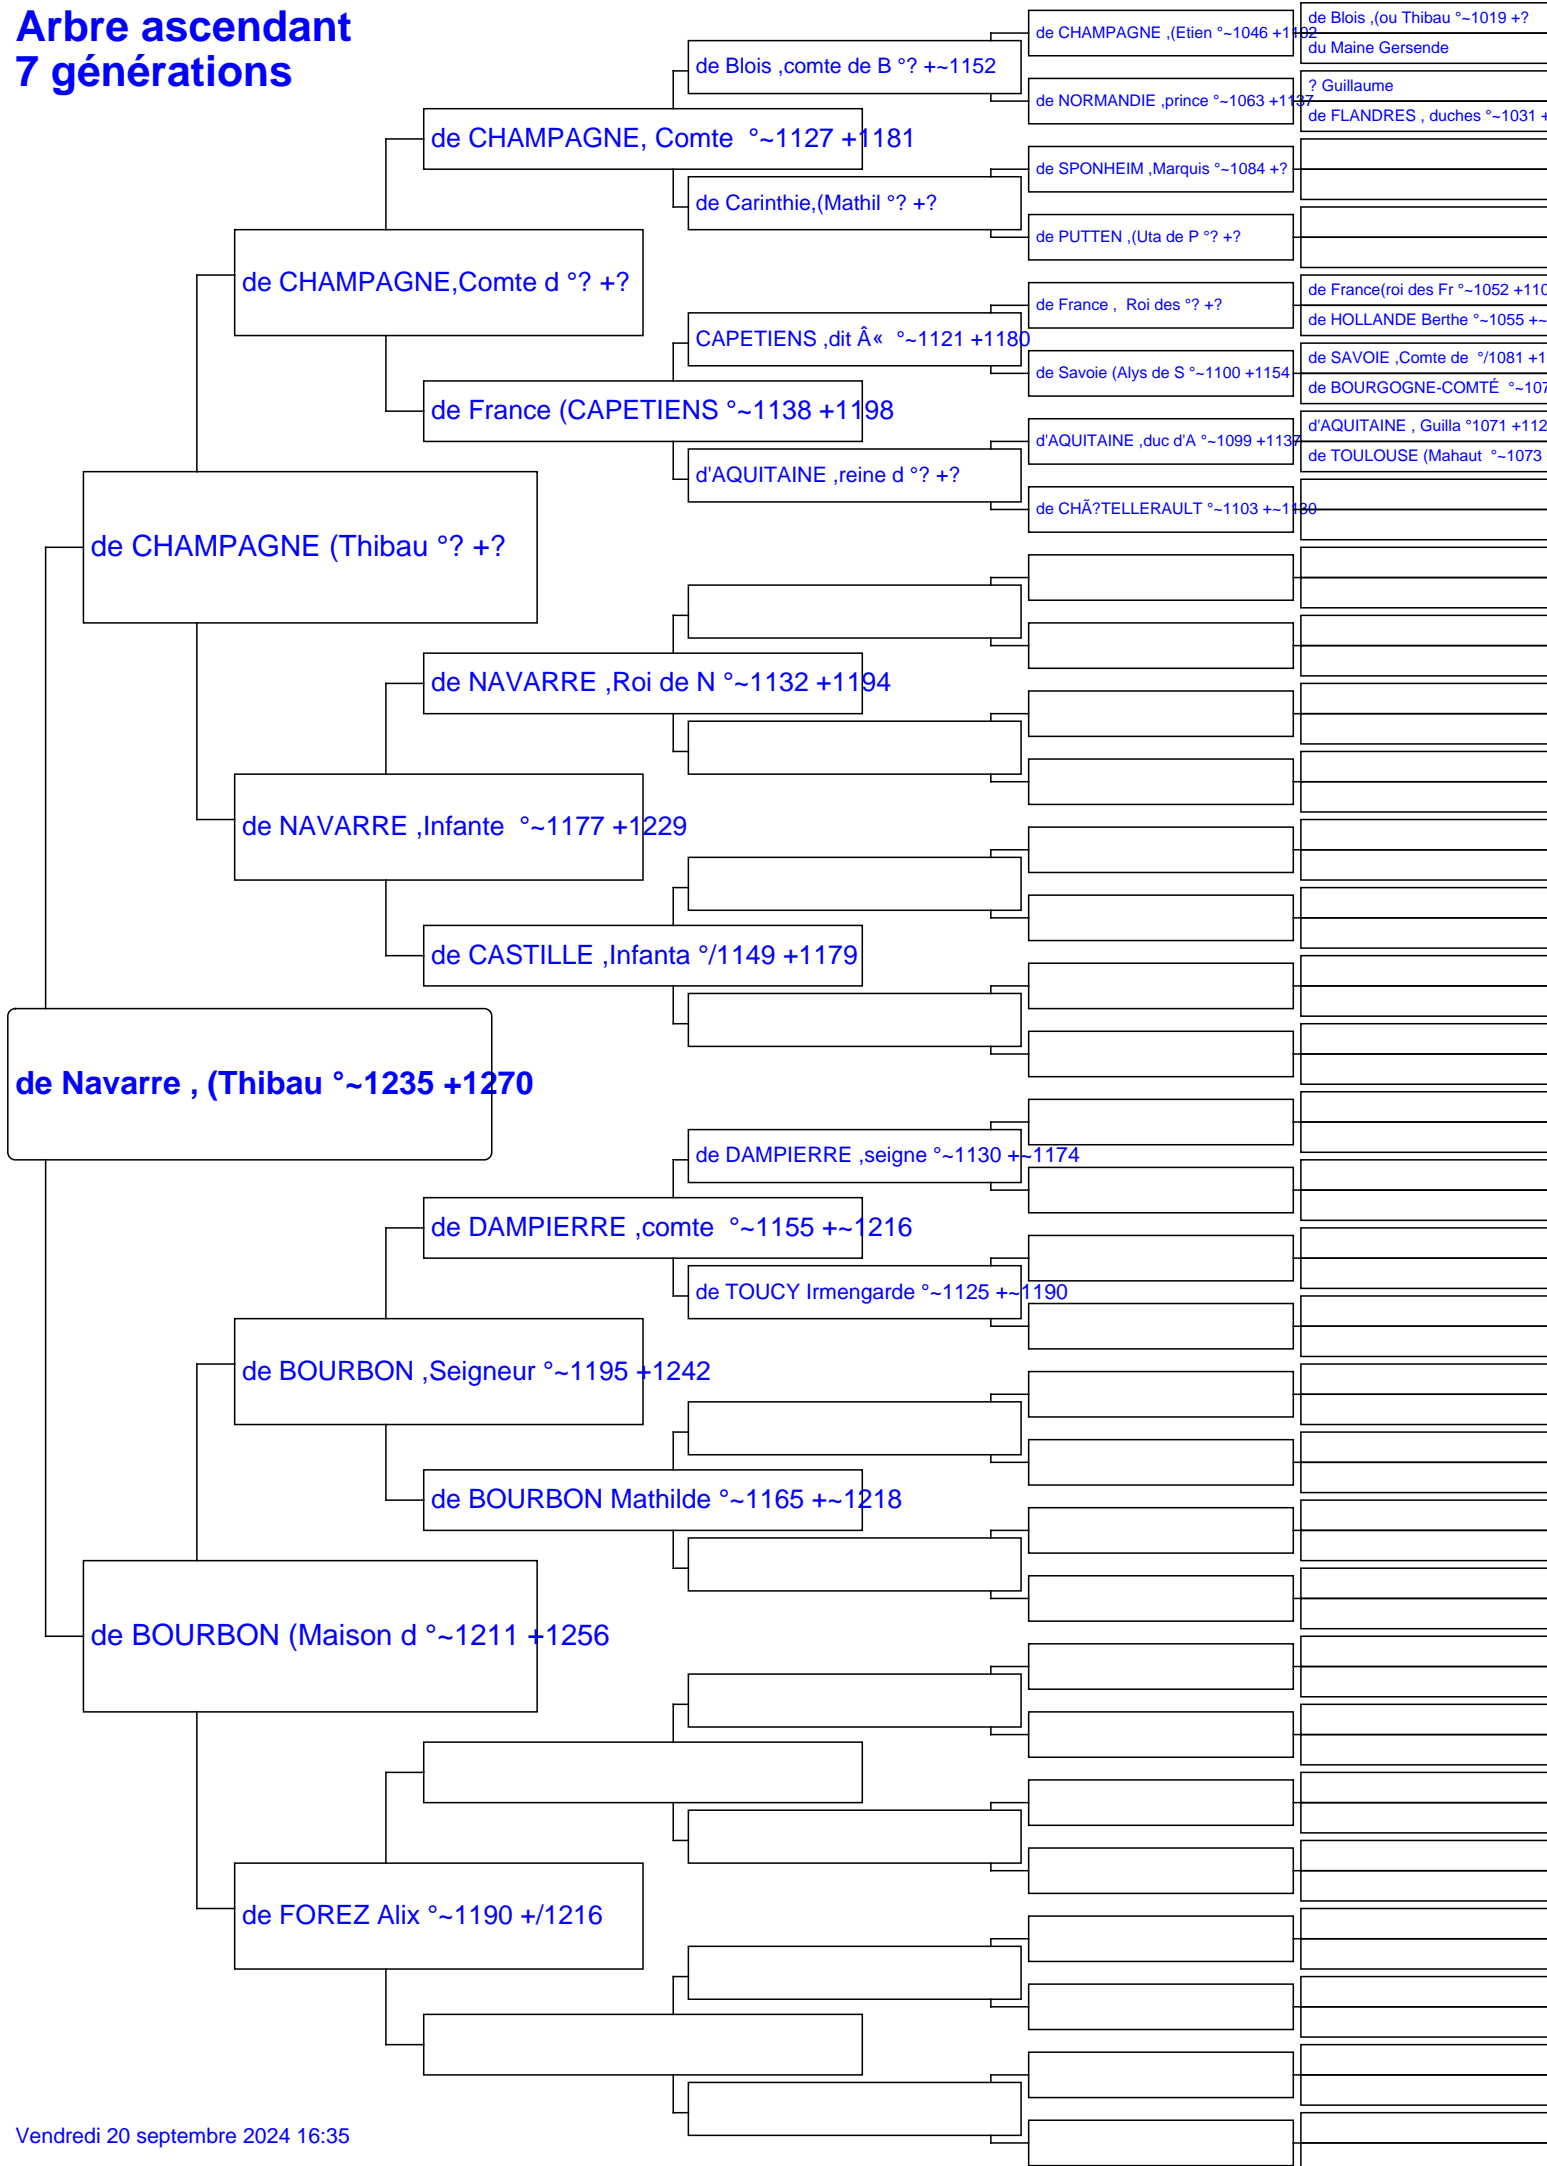 Arbre ascendant
7 générations
de Blois ,(ou Thibau °~1019 +?
de CHAMPAGNE ,(Etien °~1046 +1102
du Maine Gersende
de Blois ,comte de B °? +~1152
? Guillaume
de NORMANDIE ,prince °~1063 +1137
de FLANDRES , duches °~1031 +
de CHAMPAGNE, Comte  °~1127 +1181
de SPONHEIM ,Marquis °~1084 +?
de Carinthie,(Mathil °? +?
de PUTTEN ,(Uta de P °? +?
de CHAMPAGNE,Comte d °? +?
de France(roi des Fr °~1052 +110
de France ,  Roi des °? +?
de HOLLANDE Berthe °~1055 +~
CAPETIENS ,dit Â«  °~1121 +1180
de SAVOIE ,Comte de  °/1081 +1
de Savoie (Alys de S °~1100 +1154
de BOURGOGNE-COMTÉ  °~107
de France (CAPETIENS °~1138 +1198
d'AQUITAINE , Guilla °1071 +112
d'AQUITAINE ,duc d'A °~1099 +1137
de TOULOUSE (Mahaut  °~1073
d'AQUITAINE ,reine d °? +?
de CHÃ?TELLERAULT °~1103 +~1130
de CHAMPAGNE (Thibau °? +?
de NAVARRE ,Roi de N °~1132 +1194
de NAVARRE ,Infante  °~1177 +1229
de CASTILLE ,Infanta °/1149 +1179
de Navarre , (Thibau °~1235 +1270
de DAMPIERRE ,seigne °~1130 +~1174
de DAMPIERRE ,comte  °~1155 +~1216
de TOUCY Irmengarde °~1125 +~1190
de BOURBON ,Seigneur °~1195 +1242
de BOURBON Mathilde °~1165 +~1218
de BOURBON (Maison d °~1211 +1256
de FOREZ Alix °~1190 +/1216
Vendredi 20 septembre 2024 16:35